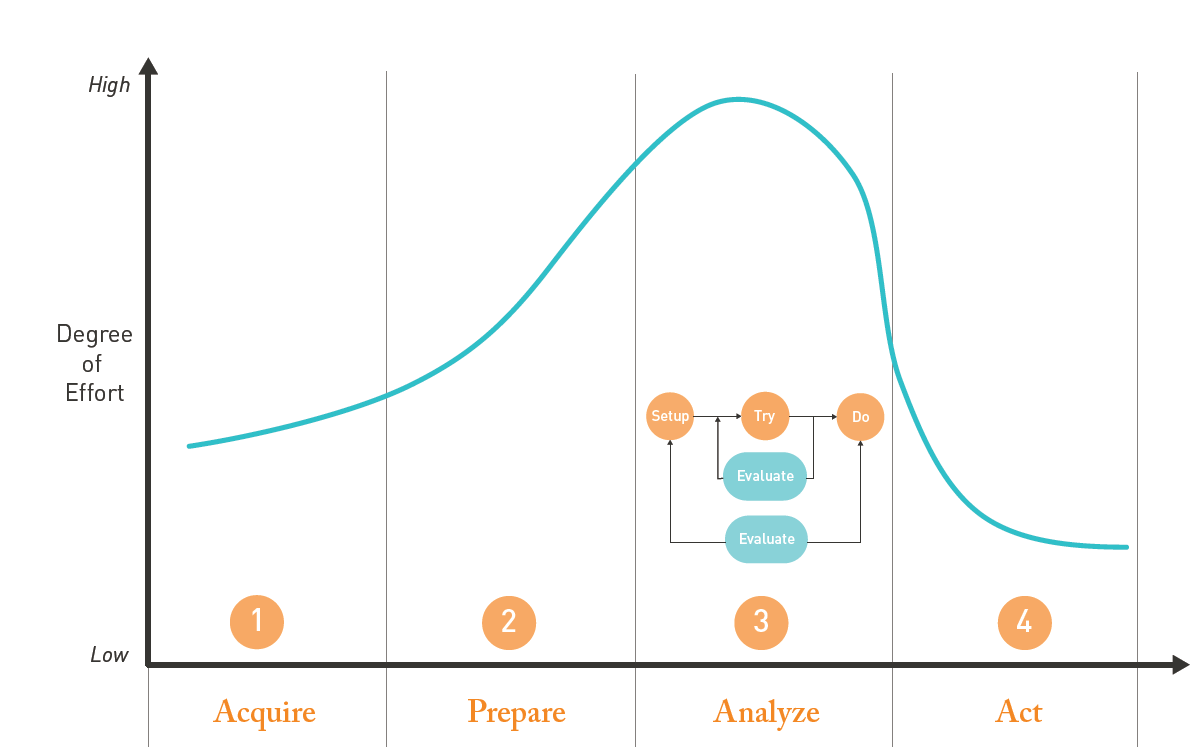 High
Degree
of
Effort
Setup
Try
Do
Evaluate
Evaluate
1
2
3
4
Low
Acquire
Prepare
Analyze
Act